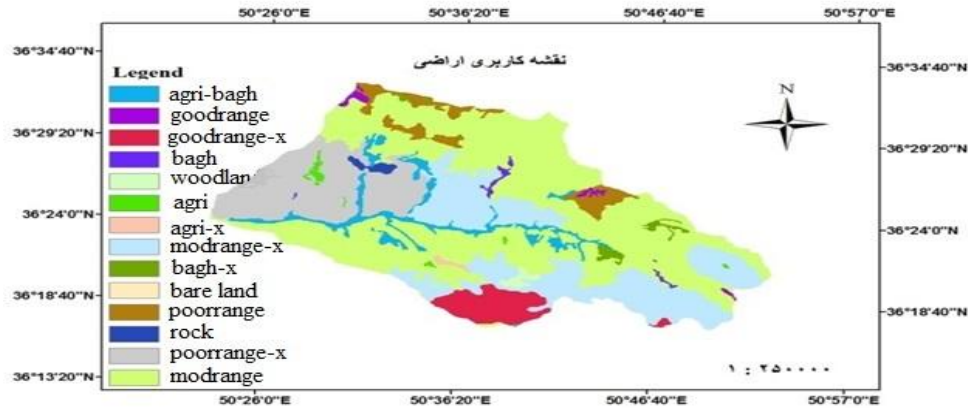 50°26'0"E 50°36'20"E 50°46'40"E 50°57'0"E
36°34'40"N
36°34'40"N
نقشه کاربری اراضی
Legend
agri-bagh
goodrange
goodrange-x
bagh
woodlan
agri
agri-x
modrange-x
bagh-x
bare land
poorrange
rock
poorrange-x
modrange
N
36°29'20"N
36°29'20"N
36°24'0"N
36°24'0"N
36°18'40"N
36°18'40"N
36°13'20"N
۱ : ۲۵۰۰۰۰
50°26'0"E 50°36'20"E 50°46'40"E 50°57'0"E